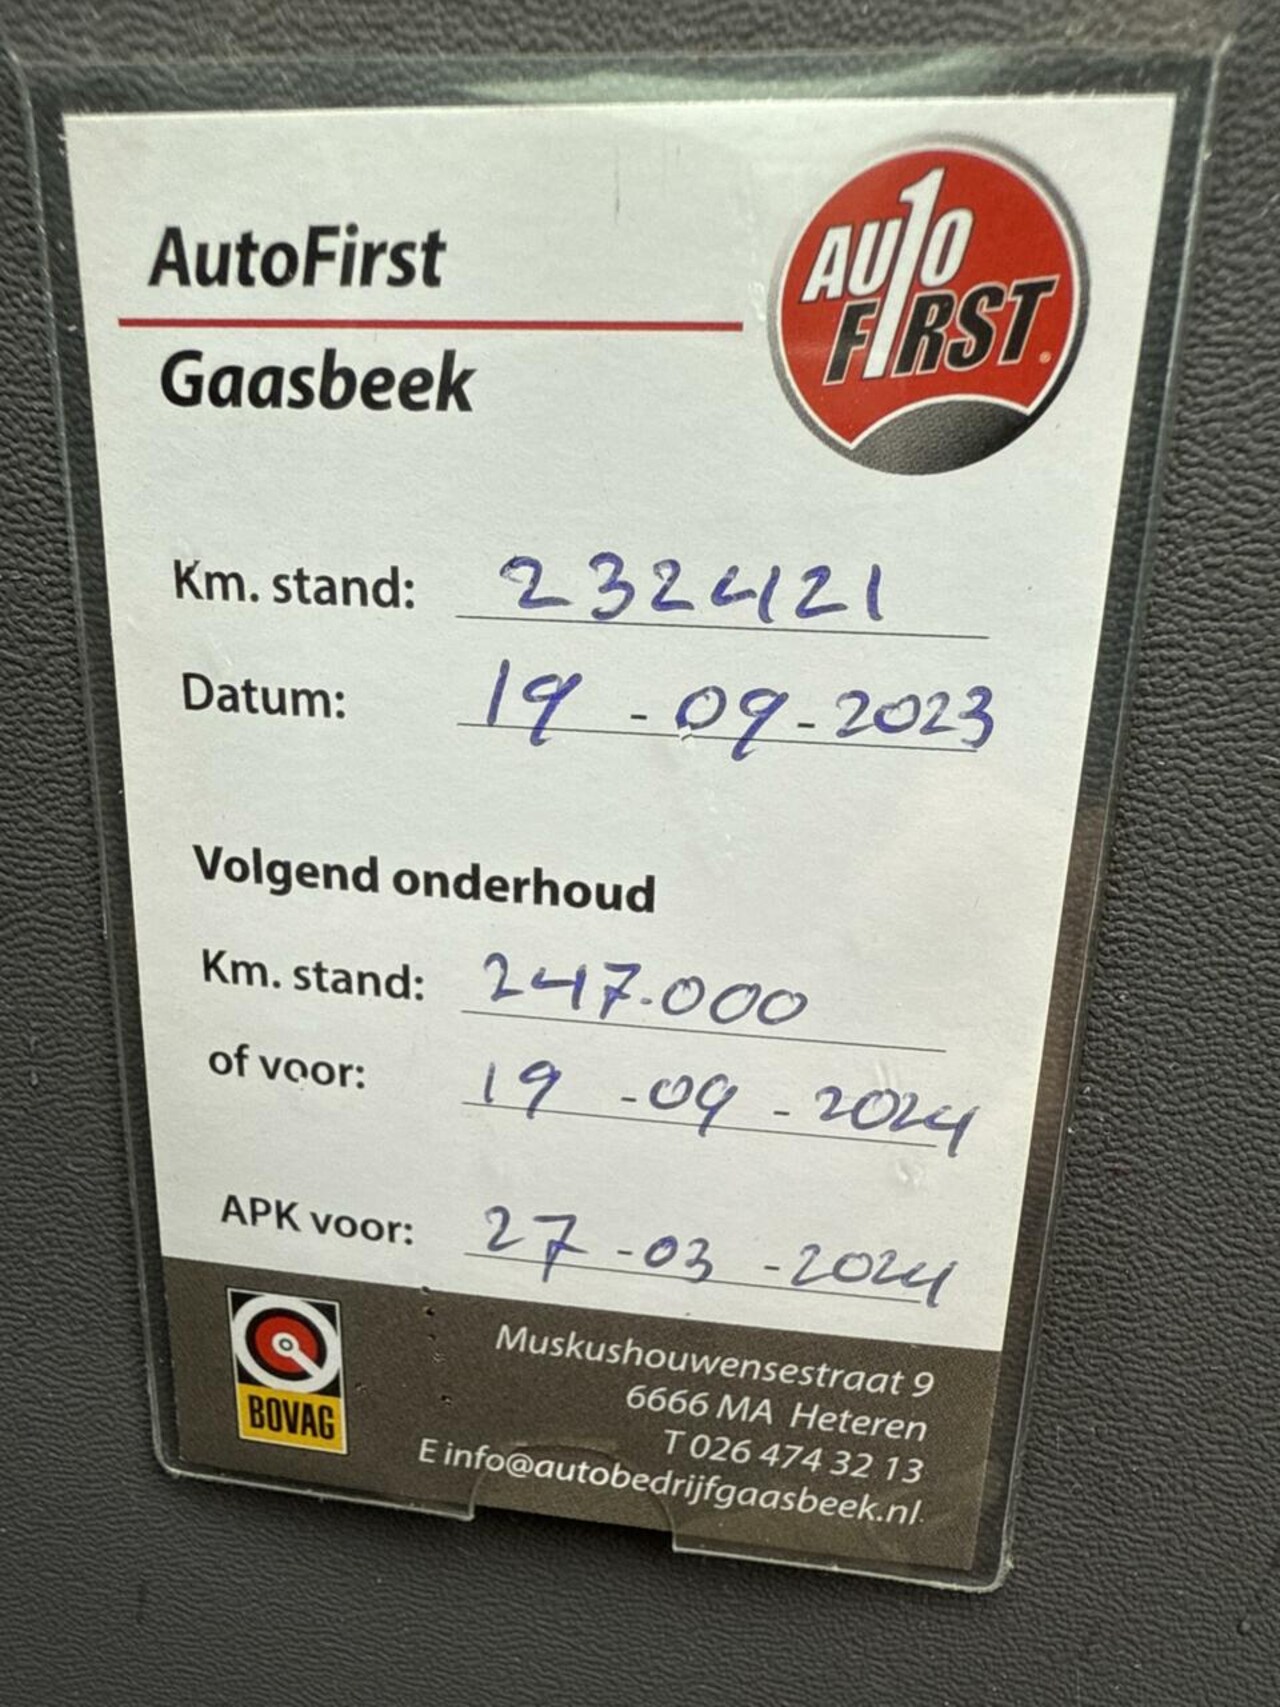 AutoFirst
Gaasbeek
AUTO
FIRST
Km. stand: 232421
Datum: 19 - 09 - 2023
Volgend onderhoud
Km. stand: 247.000
of voor: 19 - 09 - 2024
APK voor: 27 - 03 - 2024
BOVAG
Muskushouwensestraat 9
6666 MA Heteren
T 026 474 32 13
E info@autobedrijfgaasbeek.nl